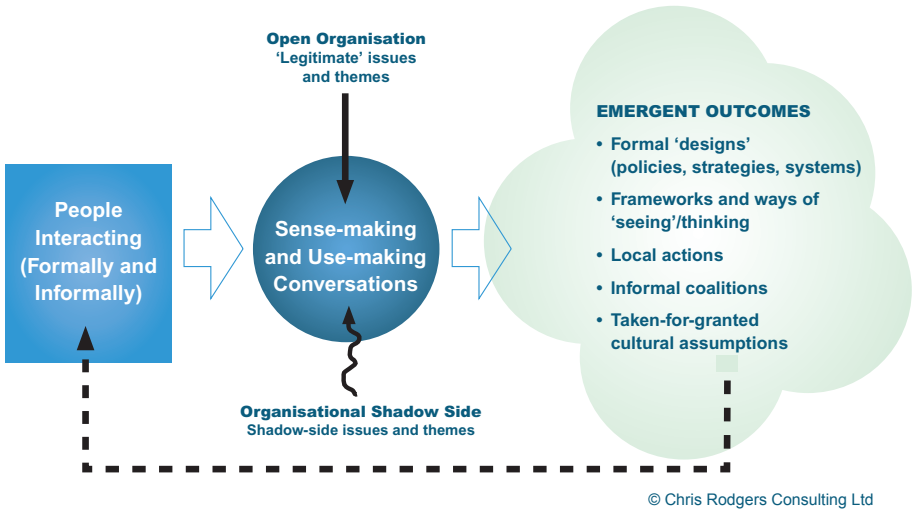 Open Organisation
‘Legitimate’ issues
and themes
People
Interacting
(Formally and
Informally)
Sense-making
and Use-making
Conversations
Organisational Shadow Side
Shadow-side issues and themes
EMERGENT OUTCOMES
• Formal ‘designs’
(policies, strategies, systems)
• Frameworks and ways of
‘seeing’/thinking
• Local actions
• Informal coalitions
• Taken-for-granted
cultural assumptions
© Chris Rodgers Consulting Ltd